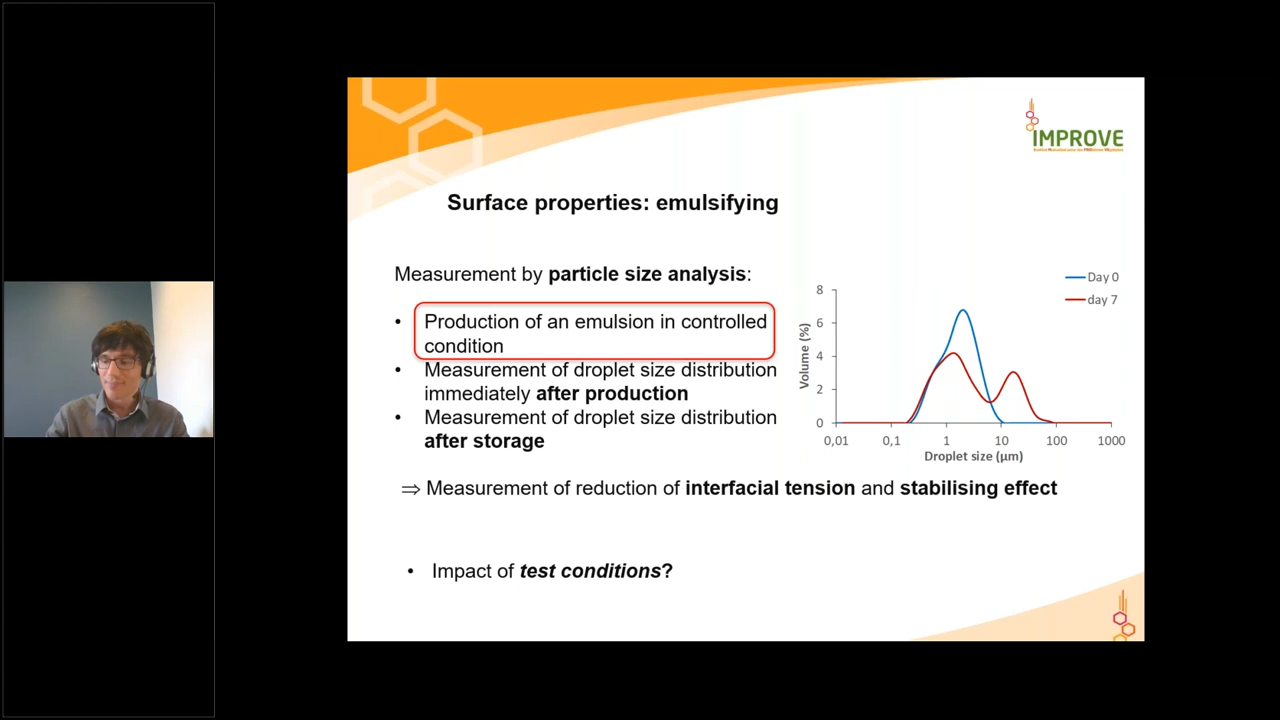 IMPROVE
Surface properties: emulsifying
Measurement by particle size analysis:
• Production of an emulsion in controlled
condition
• Measurement of droplet size distribution
immediately after production
• Measurement of droplet size distribution
after storage
⇒ Measurement of reduction of interfacial tension and stabilising effect
• Impact of test conditions?
Day 0
day 7
Volume (%)
8
6
4
2
0
0,01 0,1 1 10 100 1000
Droplet size (µm)